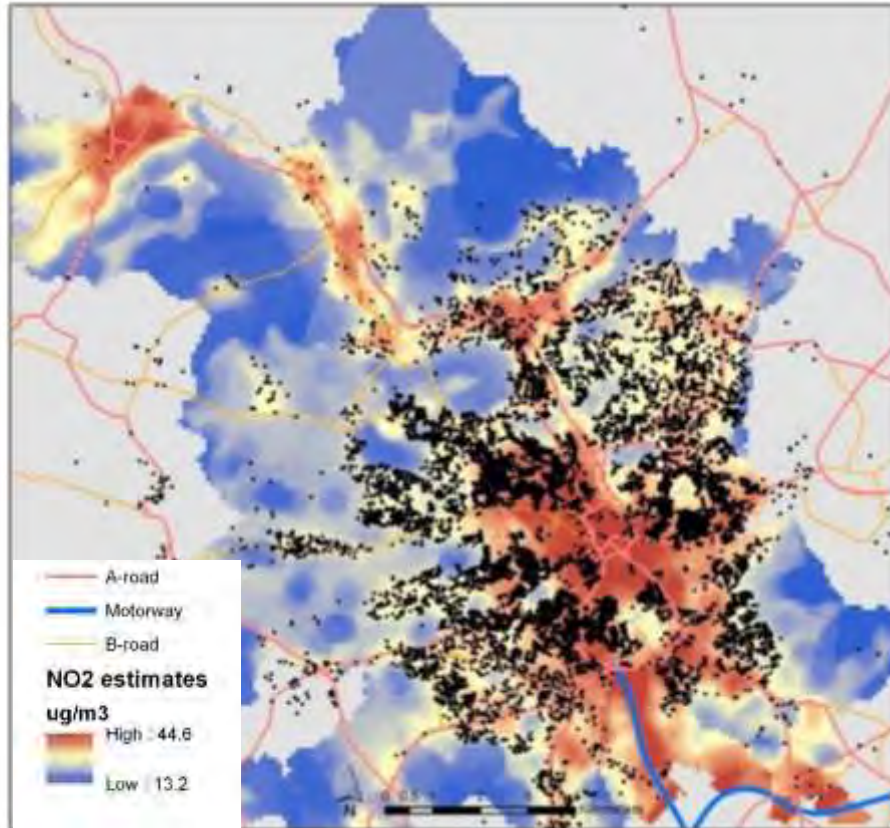 A-road
Motorway
B-road
NO2 estimates
ug/m3
High : 44.6
Low : 13.2
N